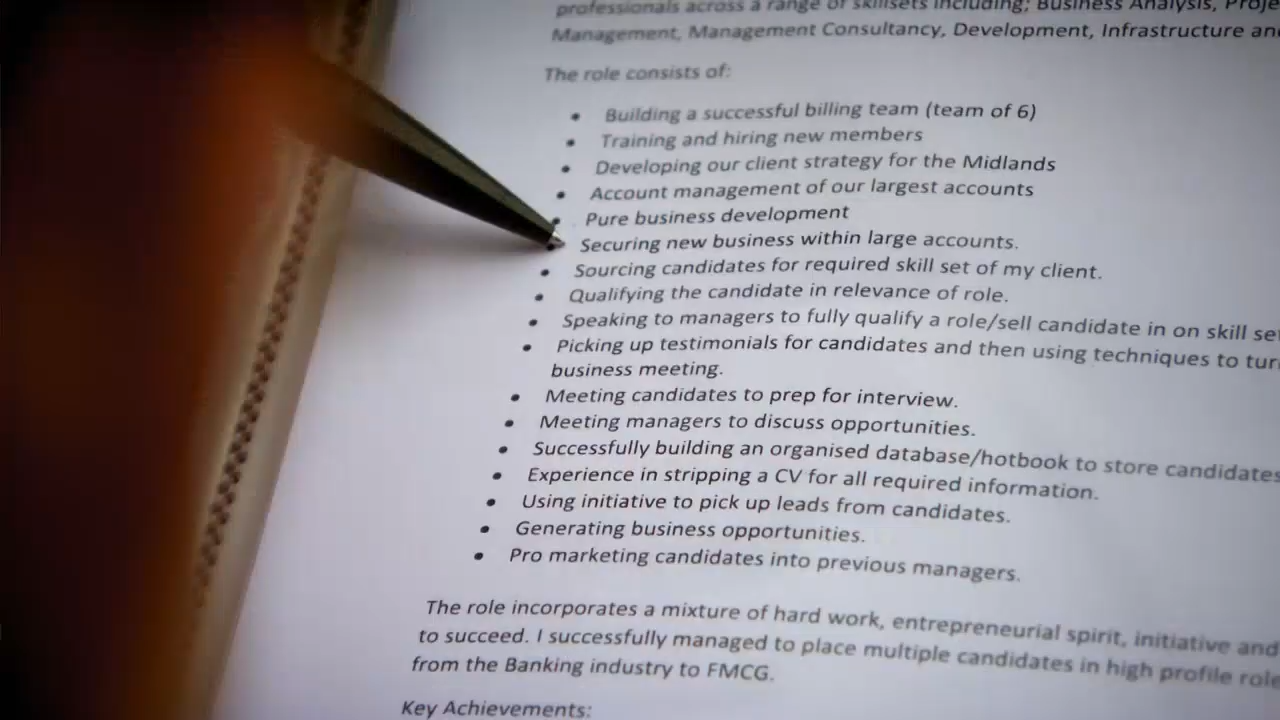 professionals across a range of skillsets including; Business Analysis,
Management, Management Consultancy, Development, Infrastructure
The role consists of:
• Building a successful billing team (team of 6)
• Training and hiring new members
• Developing our client strategy for the Midlands
• Account management of our largest accounts
• Pure business development
• Securing new business within large accounts.
• Sourcing candidates for required skill set of my client.
• Qualifying the candidate in relevance of role.
• Speaking to managers to fully qualify a role/sell candidate in on skill
• Picking up testimonials for candidates and then using techniques to
business meeting.
• Meeting candidates to prep for interview.
• Meeting managers to discuss opportunities.
• Successfully building an organised database/hotbook to store candidates
• Experience in stripping a CV for all required information.
• Using initiative to pick up leads from candidates.
• Generating business opportunities.
• Pro marketing candidates into previous managers.
The role incorporates a mixture of hard work, entrepreneurial spirit, initiative and
to succeed. I successfully managed to place multiple candidates in high profile
from the Banking industry to FMCG.
Key Achievements: